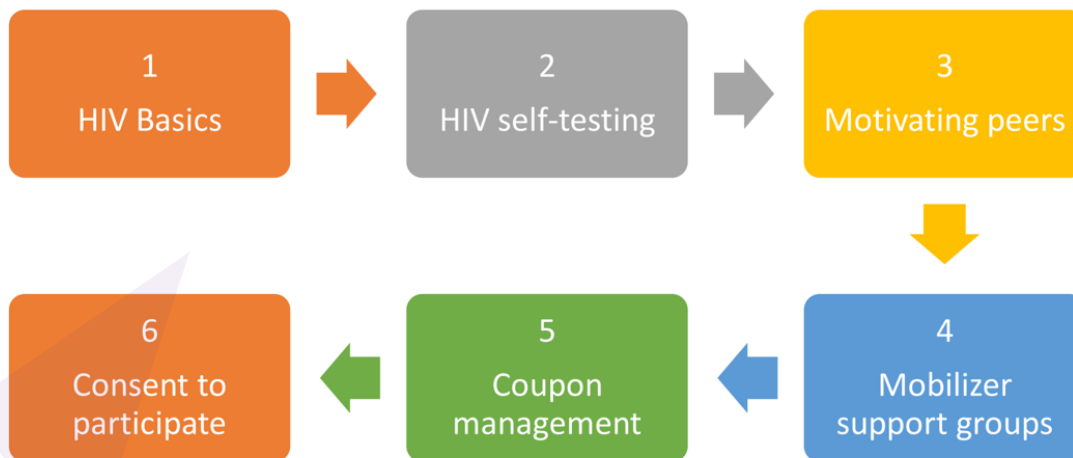 1
HIV Basics
2
HIV self-testing
3
Motivating peers
4
Mobilizer
support groups
5
Coupon
management
6
Consent to
participate